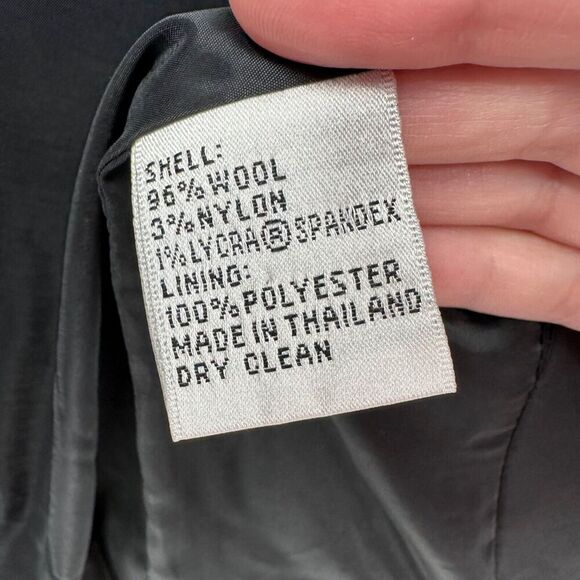 SHELL:
96% WOOL
3% NYLON
1% LYCRA® SPANDEX
LINING:
100% POLYESTER
MADE IN THAILAND
DRY CLEAN